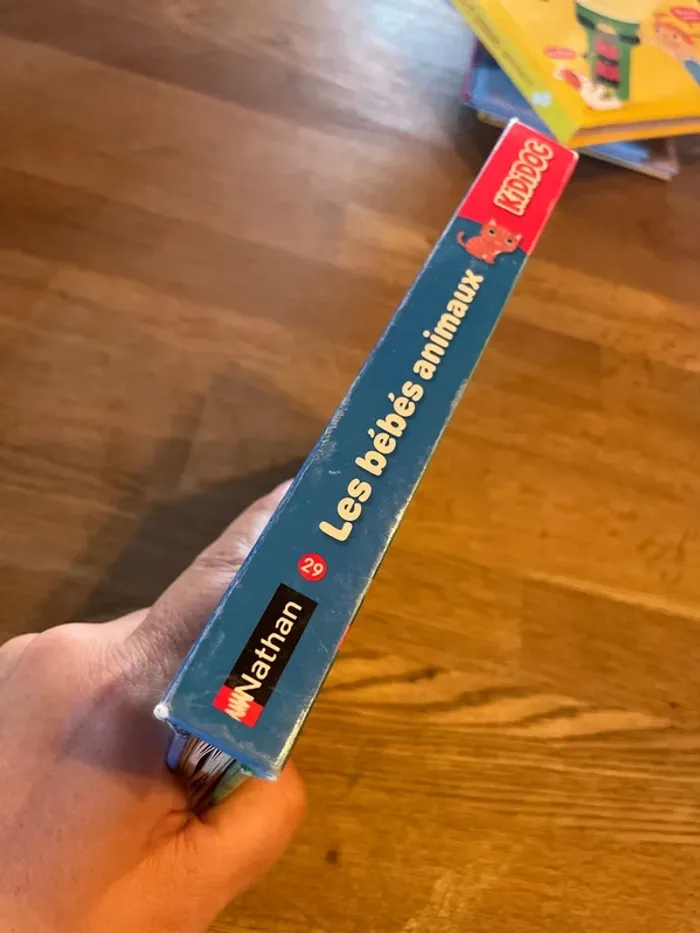 Nathan
29
Les bébés animaux
KiDiDOC